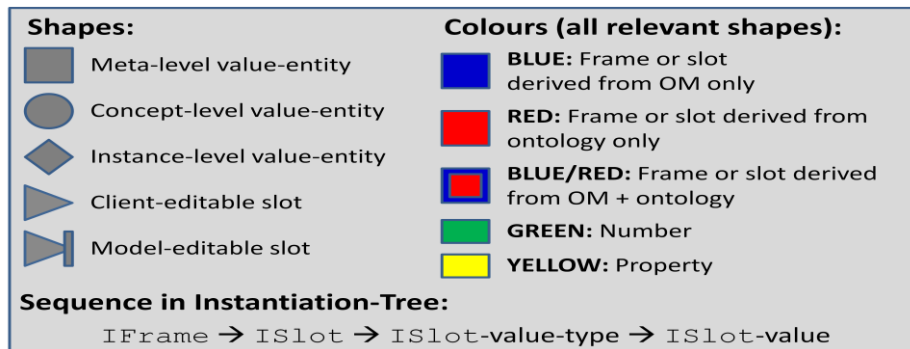 Shapes:
Meta-level value-entity
Concept-level value-entity
Instance-level value-entity
Client-editable slot
Model-editable slot
Colours (all relevant shapes):
BLUE: Frame or slot
derived from OM only
RED: Frame or slot derived from
ontology only
BLUE/RED: Frame or slot derived
from OM + ontology
GREEN: Number
YELLOW: Property
Sequence in Instantiation-Tree:
IFrame → ISlot → ISlot-value-type → ISlot-value